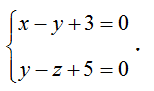 x - y + 3 = 0
y - z + 5 = 0
.